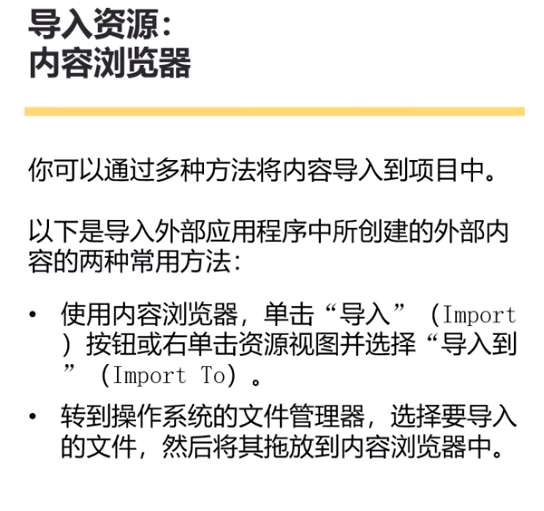 导入资源：
内容浏览器
你可以通过多种方法将内容导入到项目中。
以下是导入外部应用程序中所创建的外部内
容的两种常用方法：
• 使用内容浏览器，单击“导入”（Import
）按钮或右单击资源视图并选择“导入到
”（Import To）。
• 转到操作系统的文件管理器，选择要导入
的文件，然后将其拖放到内容浏览器中。